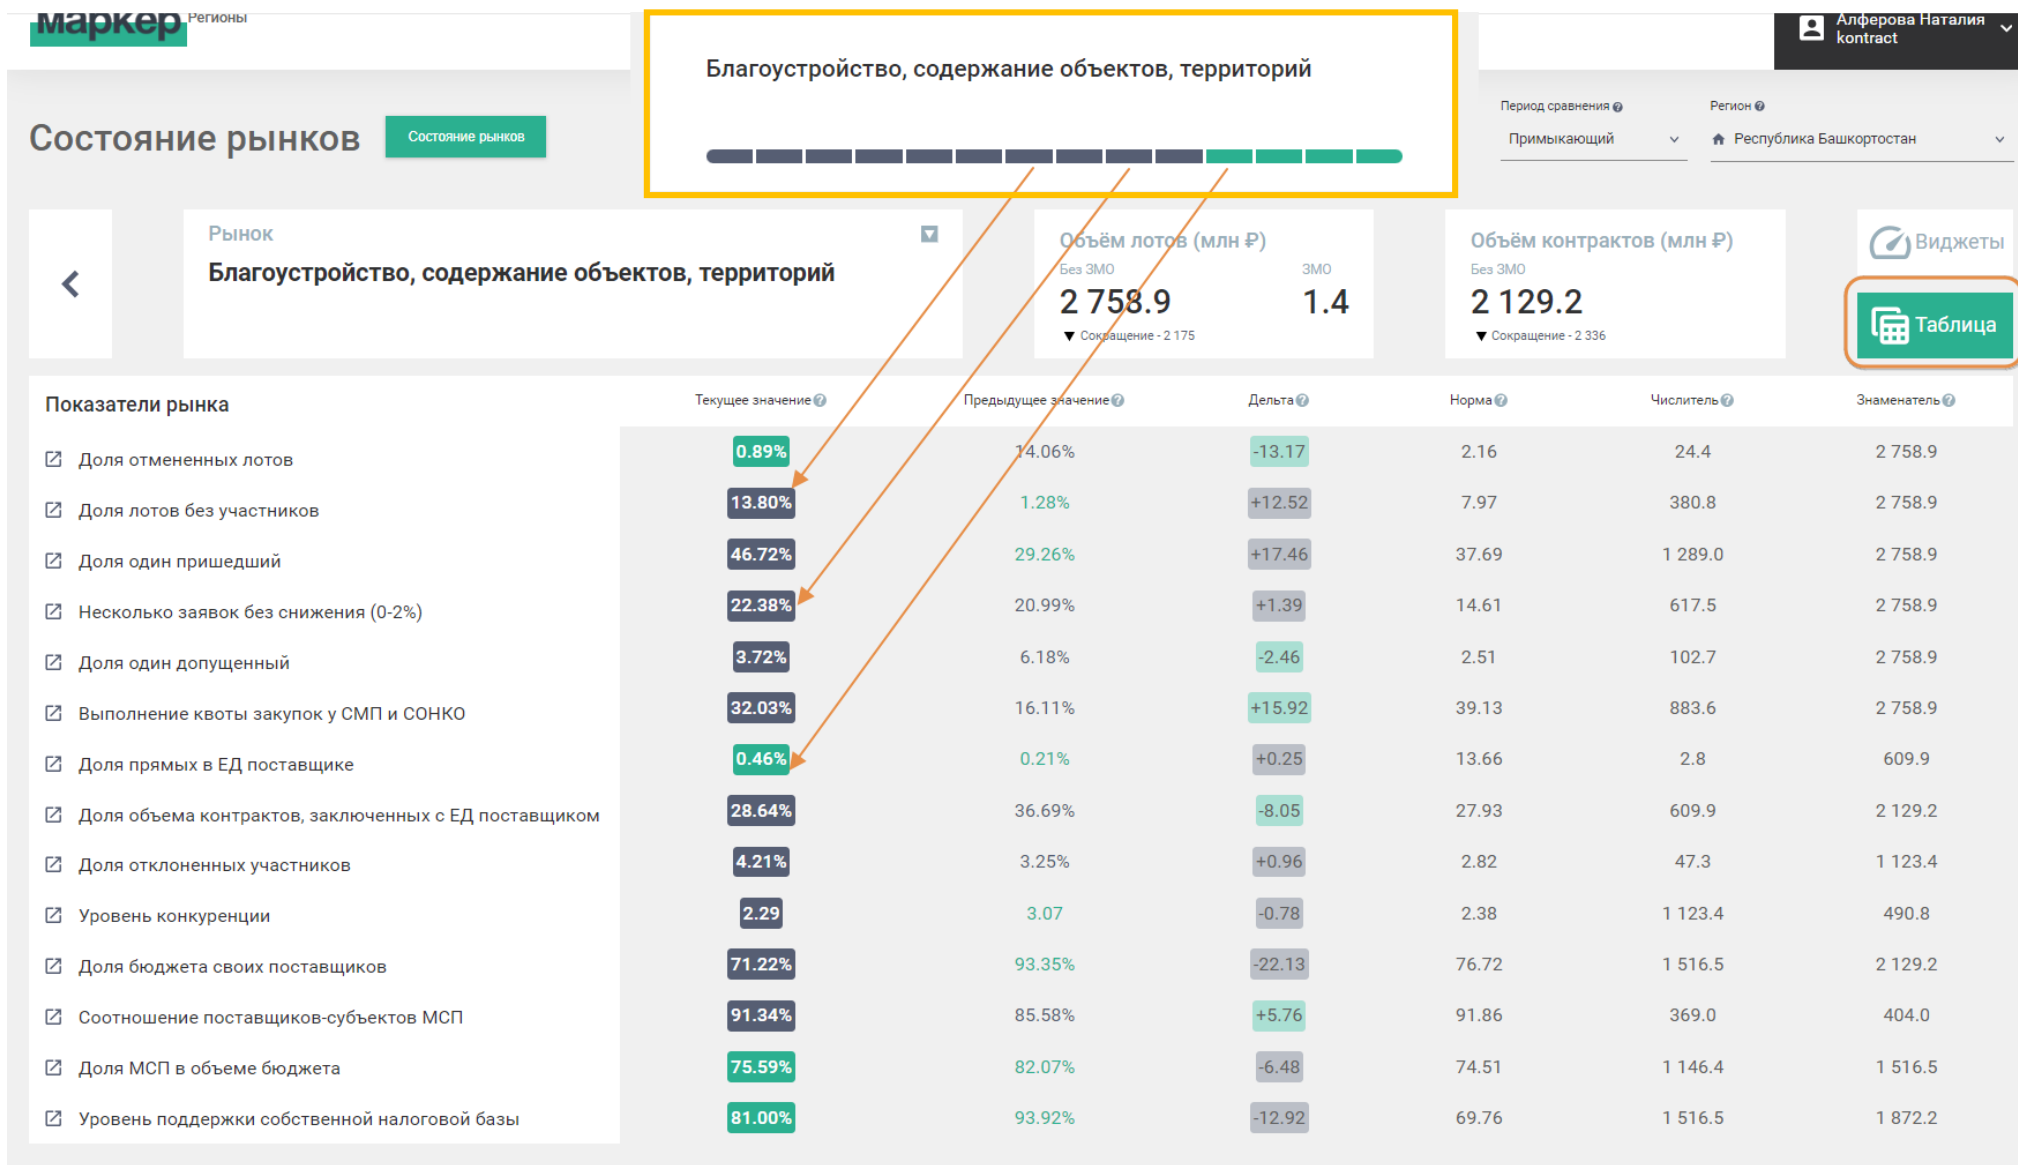 Маркер Регионы
Алферова Наталия
kontract
Благоустройство, содержание объектов, территорий
Состояние рынков
Состояние рынков
Период сравнения
Примыкающий
Регион
Республика Башкортостан
Рынок
Благоустройство, содержание объектов, территорий
Объём лотов (млн ₽)
Без ЗМО ЗМО
2 758.9 1.4
▼ Сокращение - 2 175
Объём контрактов (млн ₽)
Без ЗМО
2 129.2
▼ Сокращение - 2 336
Виджеты
Таблица
Показатели рынка Текущее значение Предыдущее значение Дельта Норма Числитель Знаменатель
Доля отмененных лотов 0.89% 14.06% -13.17 2.16 24.4 2 758.9
Доля лотов без участников 13.80% 1.28% +12.52 7.97 380.8 2 758.9
Доля один пришедший 46.72% 29.26% +17.46 37.69 1 289.0 2 758.9
Несколько заявок без снижения (0-2%) 22.38% 20.99% +1.39 14.61 617.5 2 758.9
Доля один допущенный 3.72% 6.18% -2.46 2.51 102.7 2 758.9
Выполнение квоты закупок у СМП и СОНКО 32.03% 16.11% +15.92 39.13 883.6 2 758.9
Доля прямых в ЕД поставщике 0.46% 0.21% +0.25 13.66 2.8 609.9
Доля объема контрактов, заключенных с ЕД поставщиком 28.64% 36.69% -8.05 27.93 609.9 2 129.2
Доля отклоненных участников 4.21% 3.25% +0.96 2.82 47.3 1 123.4
Уровень конкуренции 2.29 3.07 -0.78 2.38 1 123.4 490.8
Доля бюджета своих поставщиков 71.22% 93.35% -22.13 76.72 1 516.5 2 129.2
Соотношение поставщиков-субъектов МСП 91.34% 85.58% +5.76 91.86 369.0 404.0
Доля МСП в объеме бюджета 75.59% 82.07% -6.48 74.51 1 146.4 1 516.5
Уровень поддержки собственной налоговой базы 81.00% 93.92% -12.92 69.76 1 516.5 1 872.2